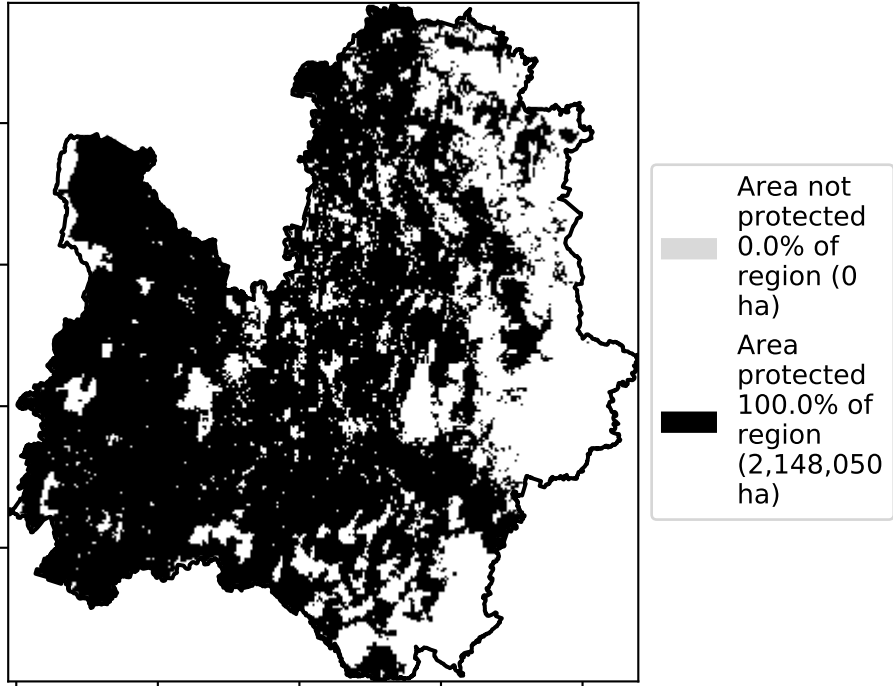 Area not
protected
0.0% of
region (0
ha)
Area
protected
100.0% of
region
(2,148,050
ha)